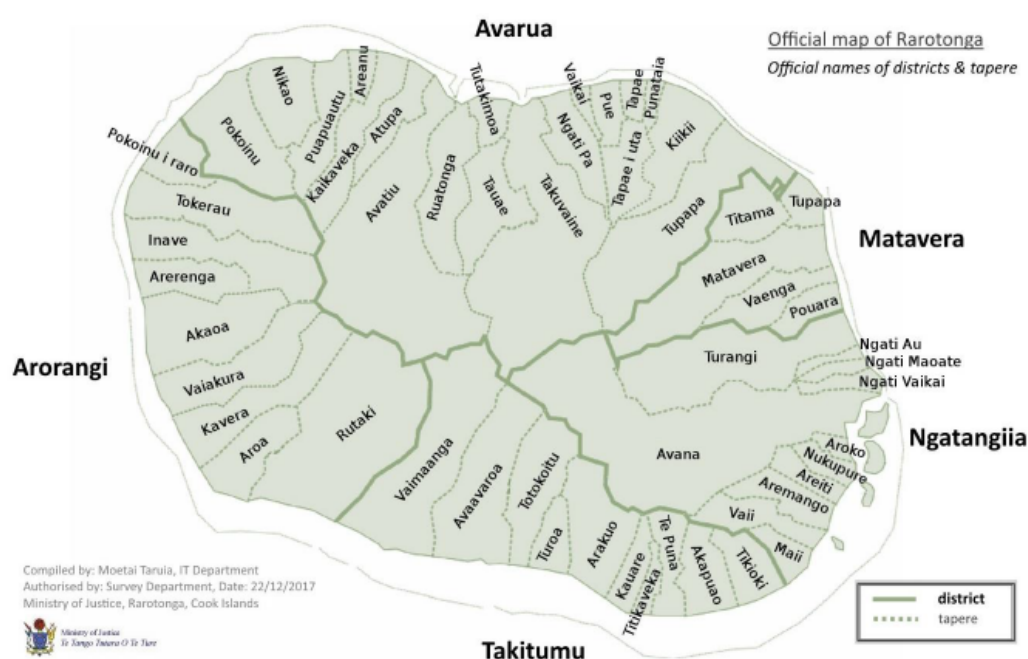 Avarua
Official map of Rarotonga
Official names of districts & tapere
Areanu
Nikao
Puapuautu
Pokoinu
Pokoinu i raro
Kaikaveka
Atupa
Avatiu
Ruatonga
Tutakimoa
Tauae
Takuvaine
Ngati Pa
Vaikai
Pue
Tapae
Punataia
Tapae i uta
Kiikii
Tupapa
Titama
Tupapa
Matavera
Matavera
Vaenga
Pouara
Tokerau
Inave
Arerenga
Akaoa
Arorangi
Vaiakura
Kavera
Aroa
Rutaki
Turangi
Ngati Au
Ngati Maoate
Ngati Vaikai
Ngatangiia
Avana
Aroko
Nukupure
Areiti
Aremango
Vaii
Maii
Vaimaanga
Avaavaroa
Totokoitu
Turoa
Arakuo
Kauare
Titikaveka
Te Puna
Akapuao
Tikioki
Takitumu
Compiled by: Moetai Taruia, IT Department
Authorised by: Survey Department, Date: 22/12/2017
Ministry of Justice, Rarotonga, Cook Islands
Ministry of Justice
Te Tango Tutara O Te Ture
district
tapere